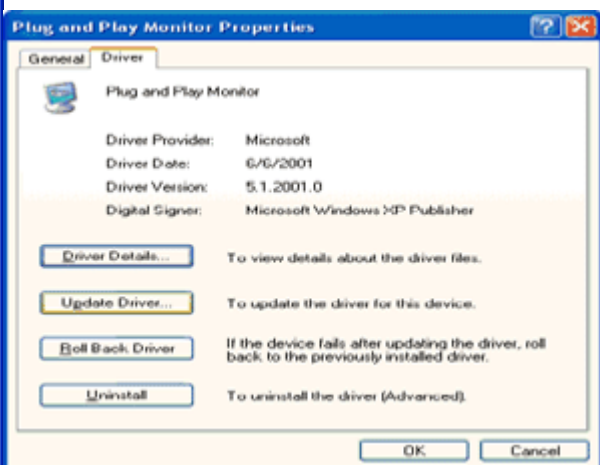 Plug and Play Monitor Properties
General Driver
Plug and Play Monitor
Driver Provider: Microsoft
Driver Date: 6/6/2001
Driver Version: 5.1.2001.0
Digital Signer: Microsoft Windows XP Publisher
Driver Details... To view details about the driver files.
Update Driver... To update the driver for this device.
Roll Back Driver If the device fails after updating the driver, roll
back to the previously installed driver.
Uninstall To uninstall the driver (Advanced).
OK Cancel